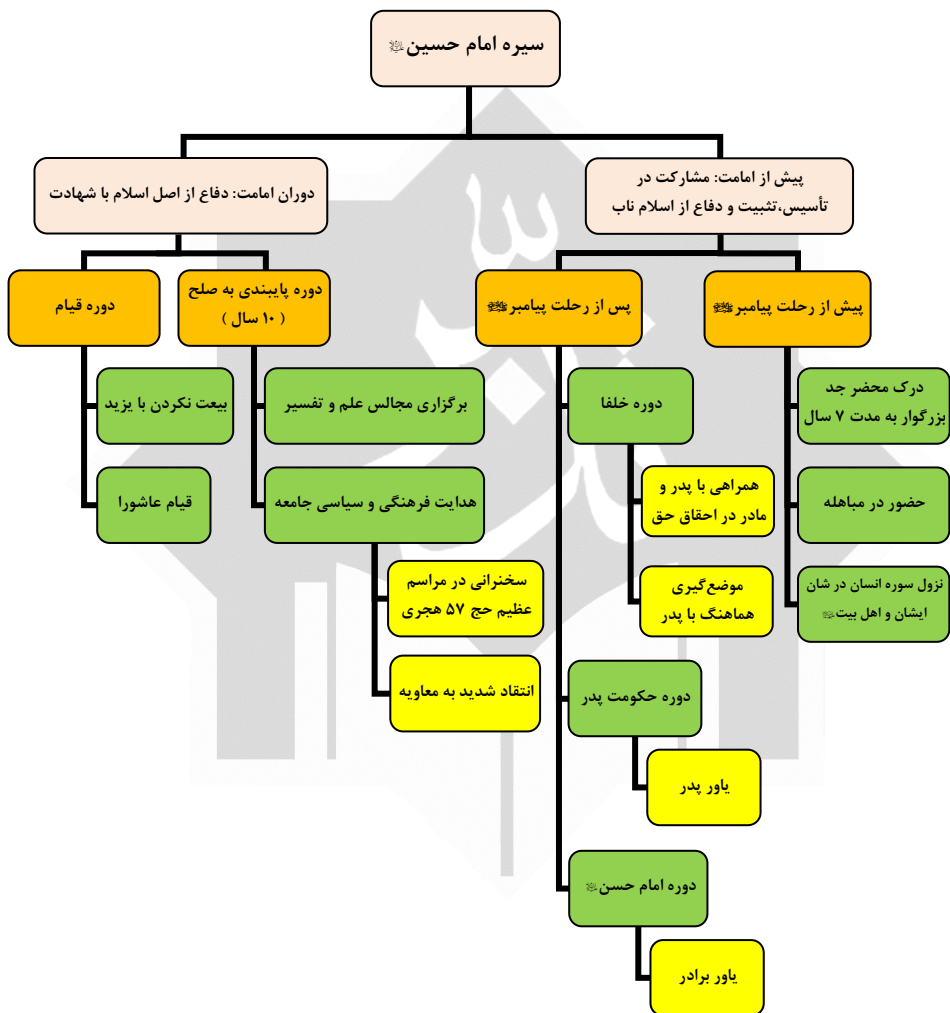 سیره امام حسین
پیش از امامت: مشارکت در
تأسیس،تثبیت و دفاع از اسلام ناب
پیش از رحلت پیامبرﷺ
درک محضر جد
بزرگوار به مدت ۷ سال
حضور در مباهله
نزول سوره انسان در شان
ایشان و اهل بیت
پس از رحلت پیامبرﷺ
دوره خلفا
همراهی با پدر و
مادر در احقاق حق
موضع‌گیری
هماهنگ با پدر
دوره حکومت پدر
یاور پدر
دوره امام حسن
یاور برادر
دوران امامت: دفاع از اصل اسلام با شهادت
دوره پایبندی به صلح
( ۱۰ سال )
برگزاری مجالس علم و تفسیر
هدایت فرهنگی و سیاسی جامعه
سخنرانی در مراسم
عظیم حج ۵۷ هجری
انتقاد شدید به معاویه
دوره قیام
بیعت نکردن با یزید
قیام عاشورا